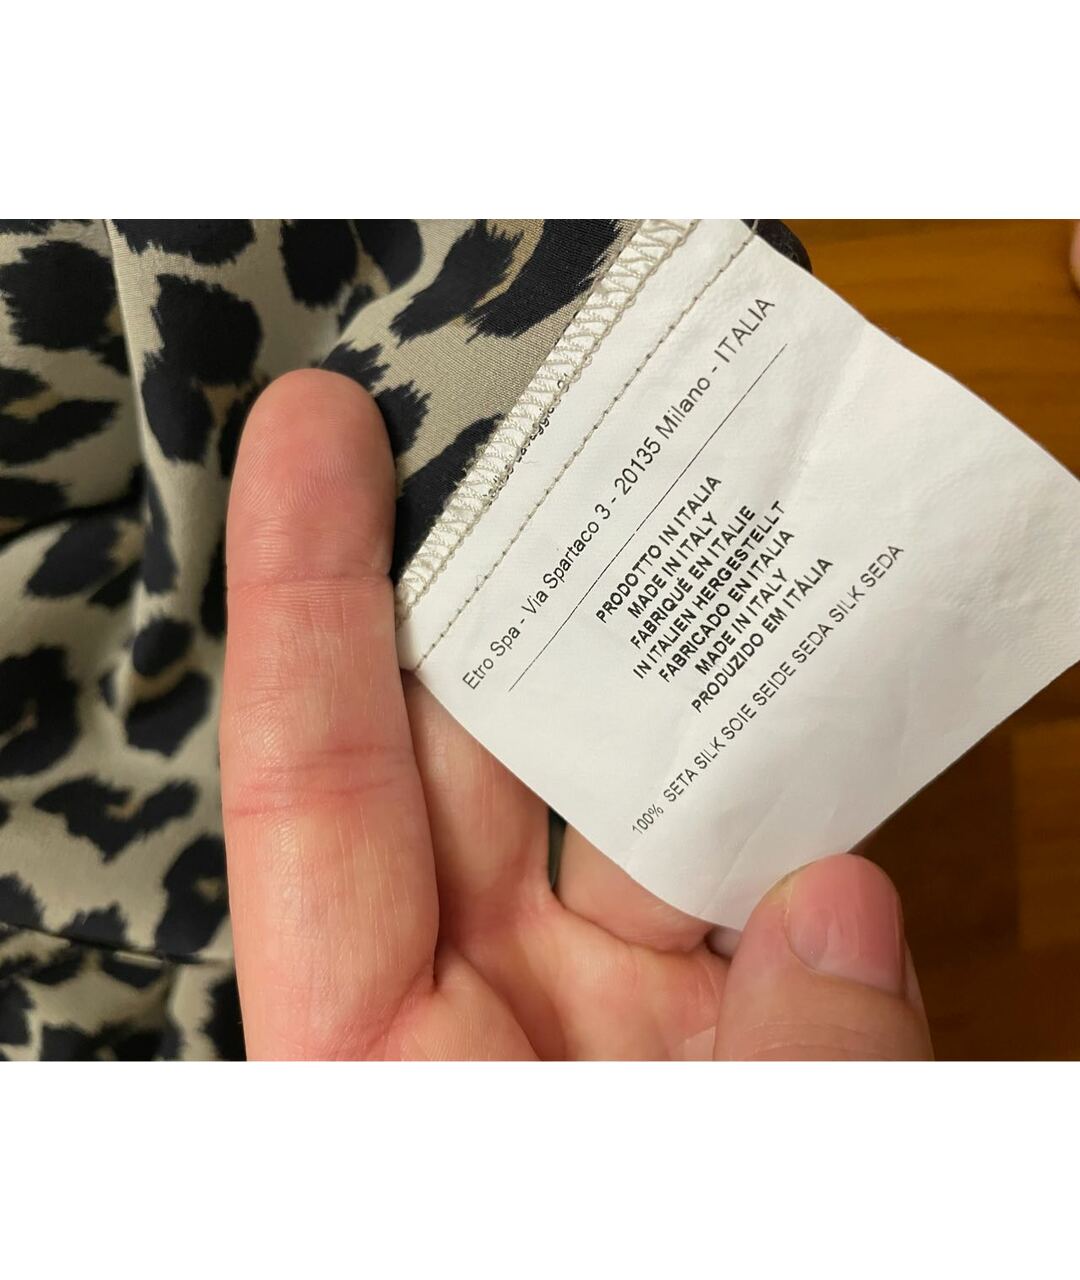 Etro Spa - Via Spartaco 3 - 20135 Milano - ITALIA
PRODOTTO IN ITALIA
MADE IN ITALY
FABRIQUÉ EN ITALIE
IN ITALIEN HERGESTELLT
FABRICADO EN ITALIA
MADE IN ITALY
PRODUZIDO EM ITÁLIA
100% SETA SILK SOIE SEIDE SEDA SILK SEDA